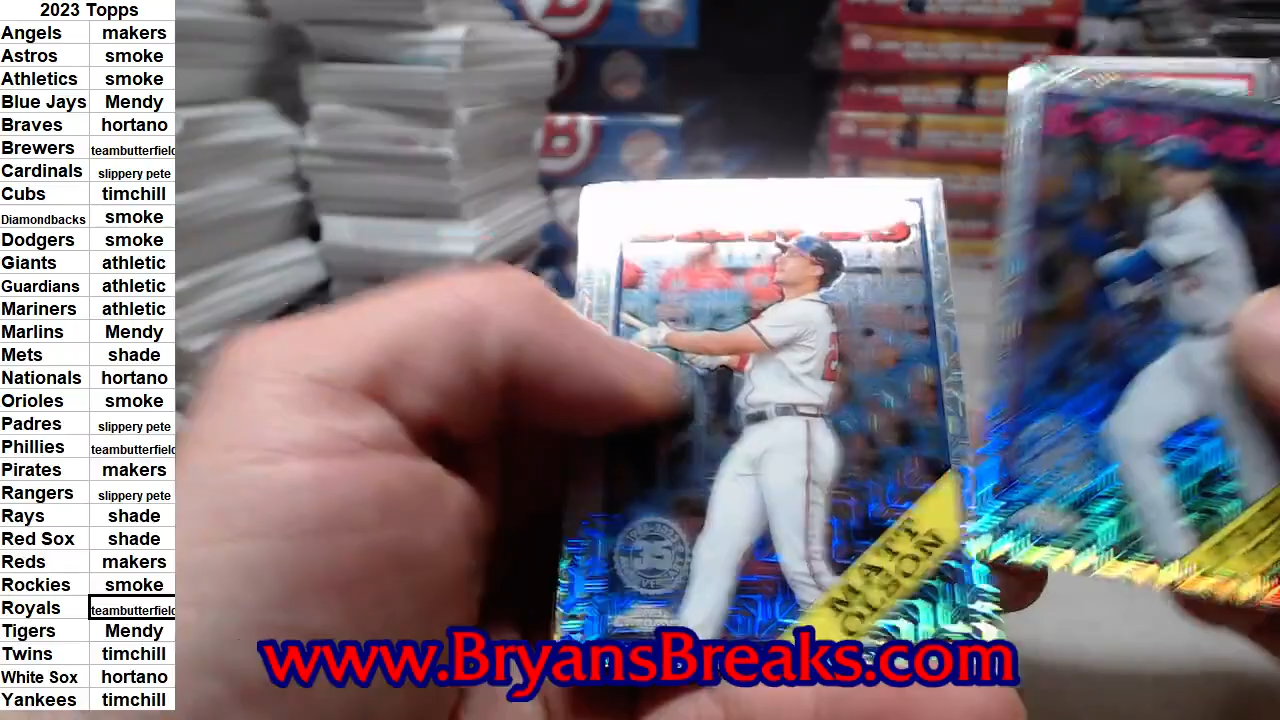 2023 Topps
Angels makers
Astros smoke
Athletics smoke
Blue Jays Mendy
Braves hortano
Brewers teambutterfield
Cardinals slippery pete
Cubs timchill
Diamondbacks smoke
Dodgers smoke
Giants athletic
Guardians athletic
Mariners athletic
Marlins Mendy
Mets shade
Nationals hortano
Orioles smoke
Padres slippery pete
Phillies teambutterfield
Pirates makers
Rangers slippery pete
Rays shade
Red Sox shade
Reds makers
Rockies smoke
Royals teambutterfield
Tigers Mendy
Twins timchill
White Sox hortano
Yankees timchill
MATT
OLSON
35
www.BryansBreaks.com